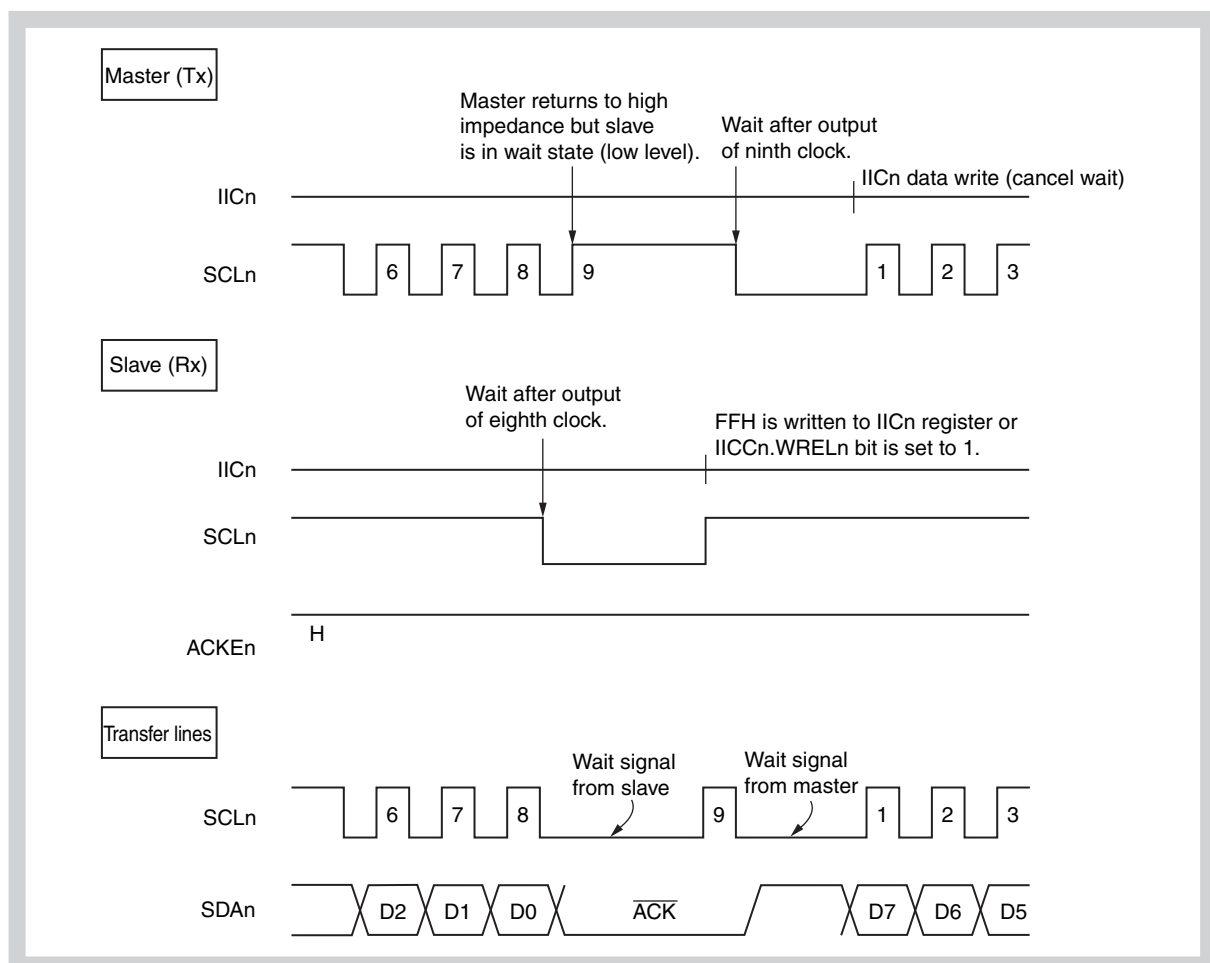 Master (Tx)
Master returns to high
impedance but slave
is in wait state (low level).
Wait after output
of ninth clock.
IICn data write (cancel wait)
IICn
SCLn
6 7 8 9 1 2 3
Slave (Rx)
Wait after output
of eighth clock.
FFH is written to IICn register or
IICCn.WRELn bit is set to 1.
IICn
SCLn
H
ACKEn
Transfer lines
Wait signal
from slave
Wait signal
from master
SCLn
6 7 8 9 1 2 3
SDAn
D2 D1 D0 A̅C̅K̅ D7 D6 D5